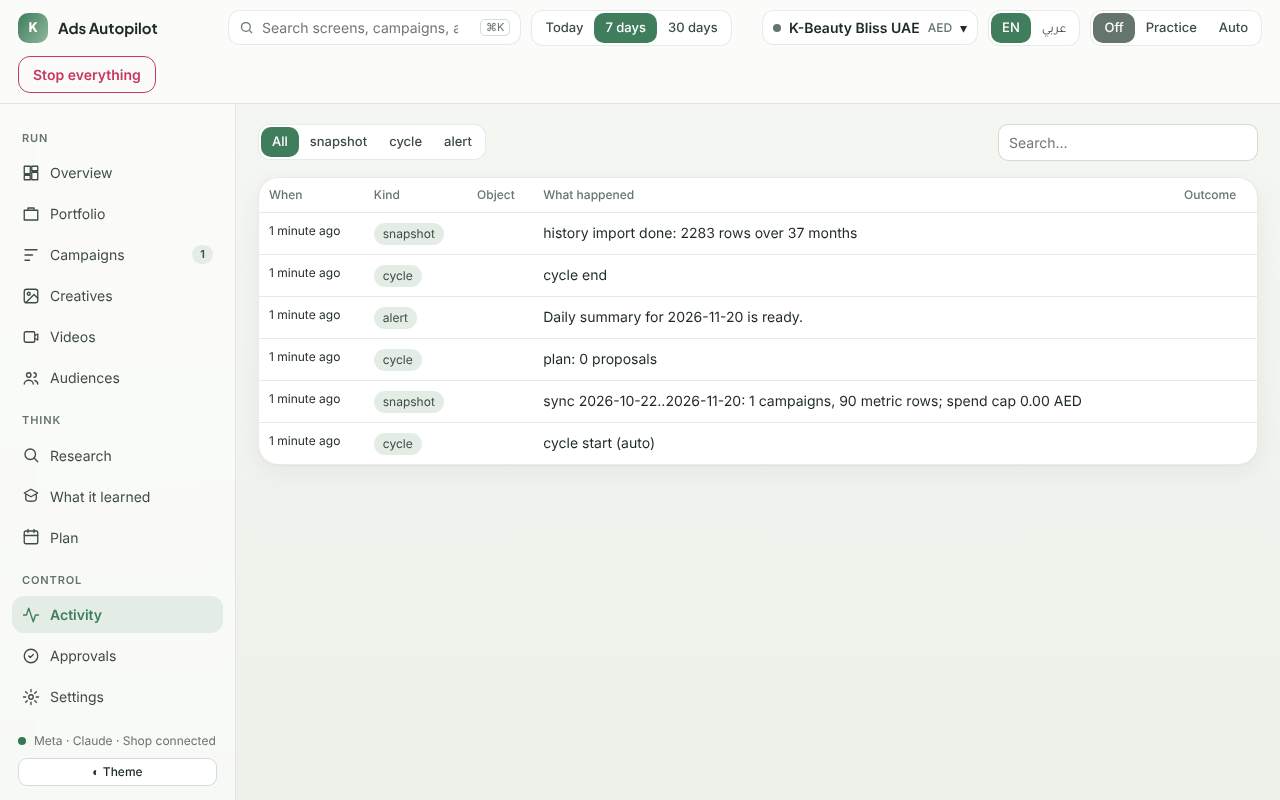 K Ads Autopilot
Search screens, campaigns, a ⌘K
Today 7 days 30 days
K-Beauty Bliss UAE AED ▾
EN عربي
Off Practice Auto
Stop everything
RUN
Overview
Portfolio
Campaigns 1
Creatives
Videos
Audiences
THINK
Research
What it learned
Plan
CONTROL
Activity
Approvals
Settings
Meta · Claude · Shop connected
Theme
All snapshot cycle alert
Search...
When Kind Object What happened Outcome
1 minute ago snapshot history import done: 2283 rows over 37 months
1 minute ago cycle cycle end
1 minute ago alert Daily summary for 2026-11-20 is ready.
1 minute ago cycle plan: 0 proposals
1 minute ago snapshot sync 2026-10-22..2026-11-20: 1 campaigns, 90 metric rows; spend cap 0.00 AED
1 minute ago cycle cycle start (auto)